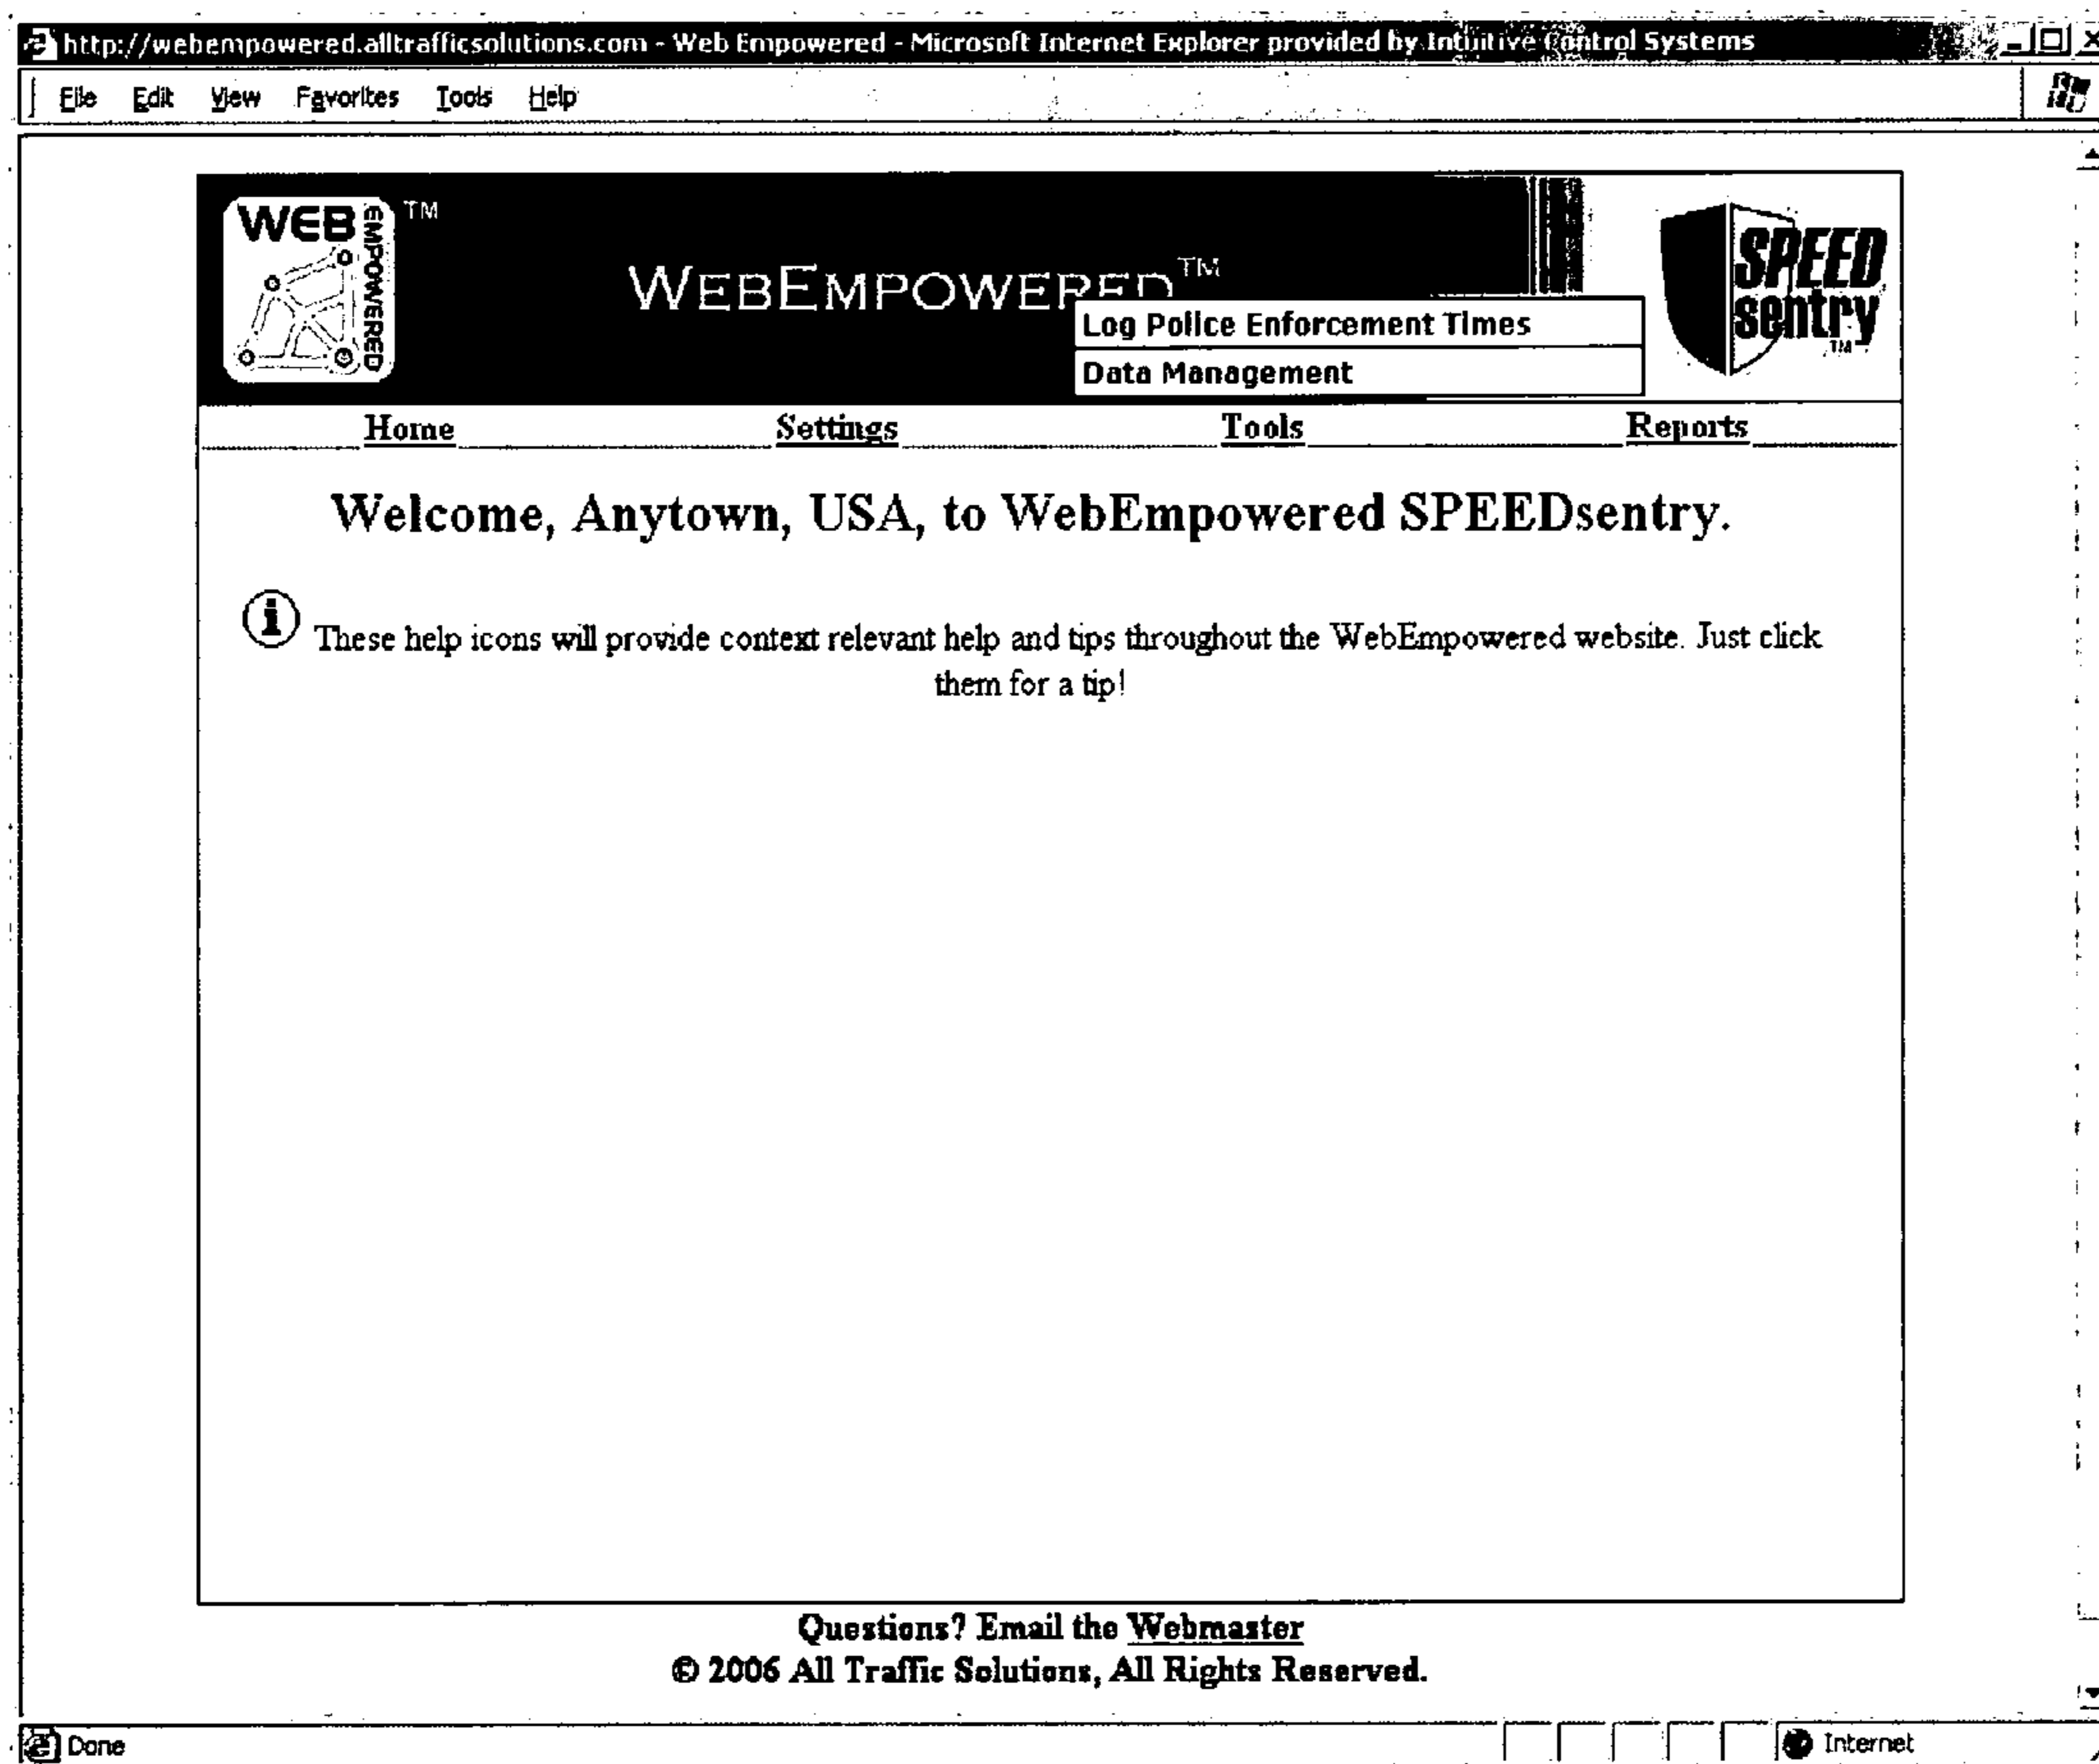 http://webempowered.alltrafficsolutions.com - Web Empowered - Microsoft Internet Explorer provided by Intuitive Control Systems
File Edit View Favorites Tools Help
WEB EMPOWERED TM
WEBEMPOWERED TM
SPEED
sentry
TM
Log Police Enforcement Times
Data Management
Home Settings Tools Reports
Welcome, Anytown, USA, to WebEmpowered SPEEDsentry.
i These help icons will provide context relevant help and tips throughout the WebEmpowered website. Just click
them for a tip!
Questions? Email the Webmaster
© 2006 All Traffic Solutions, All Rights Reserved.
Done Internet